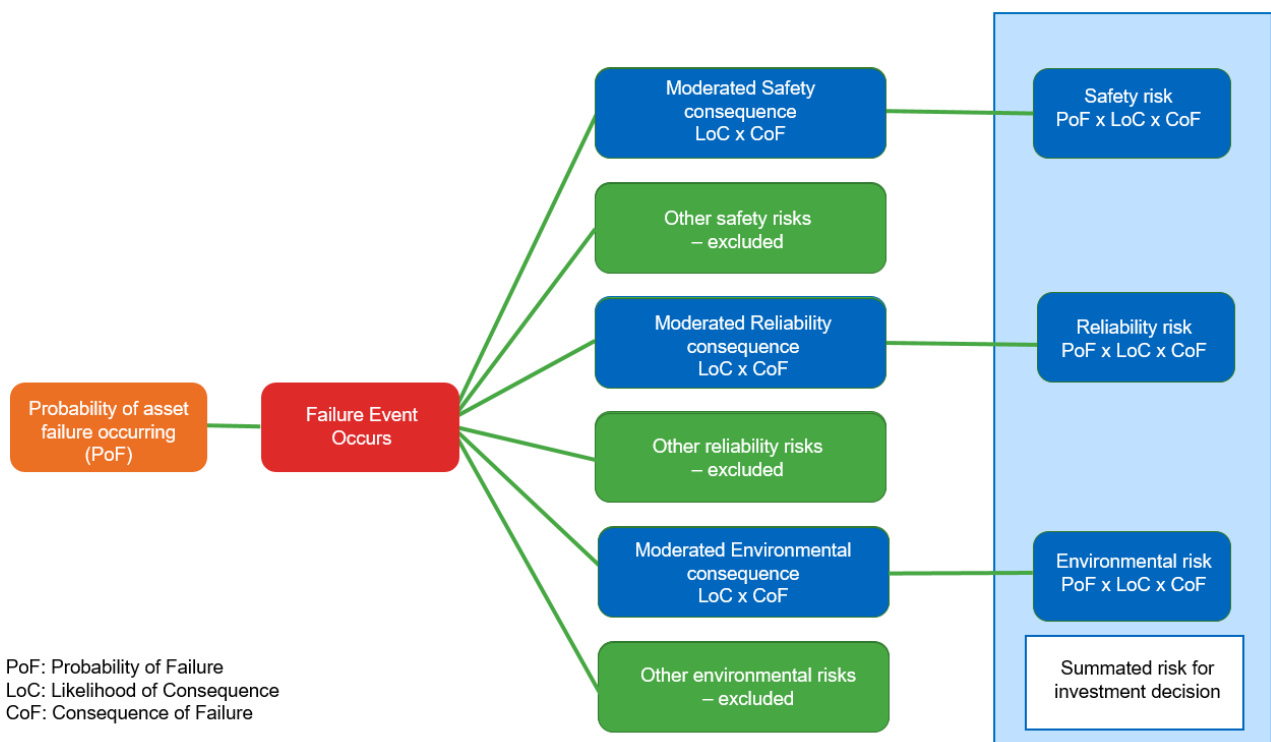 Probability of asset
failure occurring
(PoF)
Failure Event
Occurs
Moderated Safety
consequence
LoC x CoF
Other safety risks
– excluded
Moderated Reliability
consequence
LoC x CoF
Other reliability risks
– excluded
Moderated Environmental
consequence
LoC x CoF
Other environmental risks
– excluded
Safety risk
PoF x LoC x CoF
Reliability risk
PoF x LoC x CoF
Environmental risk
PoF x LoC x CoF
Summated risk for
investment decision
PoF: Probability of Failure
LoC: Likelihood of Consequence
CoF: Consequence of Failure